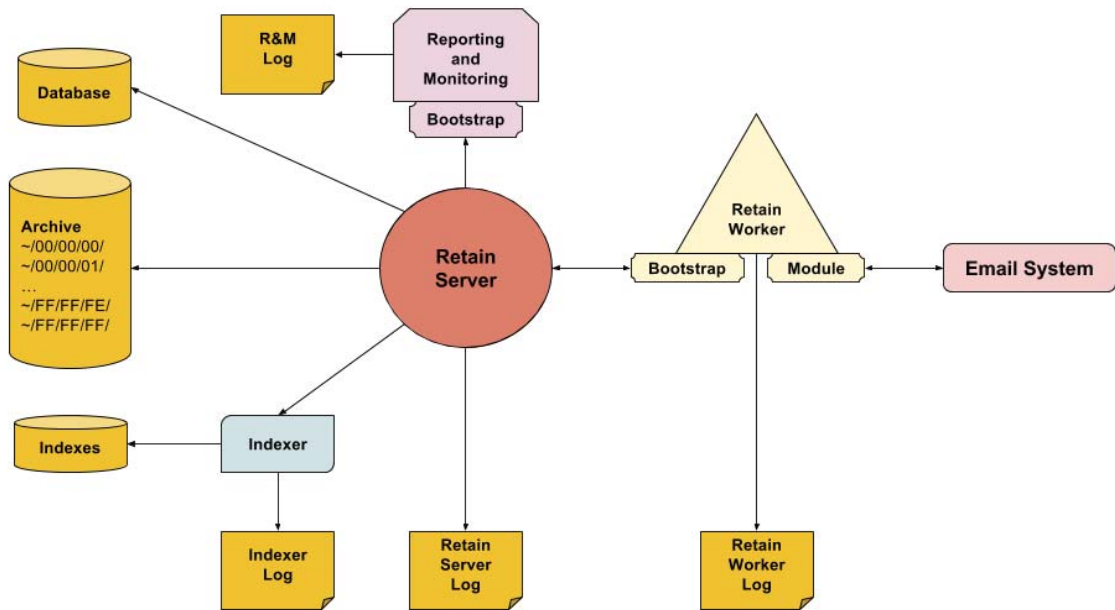 R&M
Log
Reporting
and
Monitoring
Bootstrap
Database
Archive
~/00/00/00/
~/00/00/01/
...
~/FF/FF/FE/
~/FF/FF/FF/
Retain
Server
Retain
Worker
Bootstrap
Module
Email System
Indexes
Indexer
Indexer
Log
Retain
Server
Log
Retain
Worker
Log